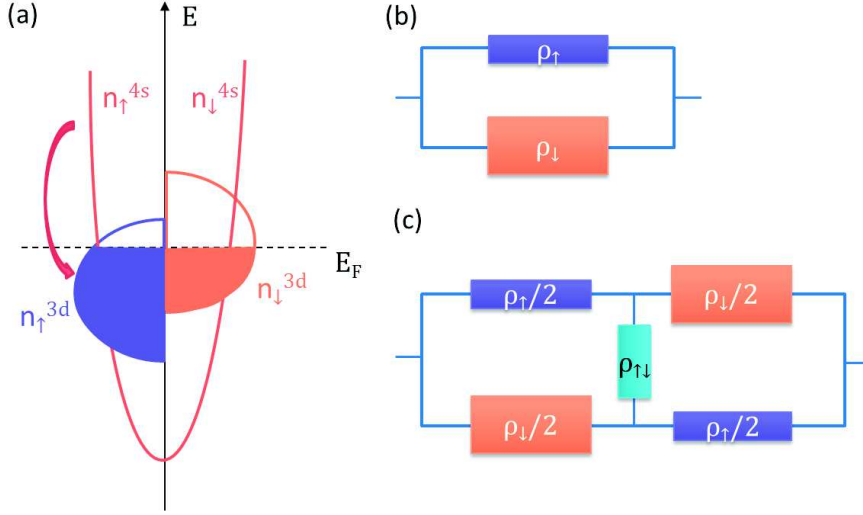 (a)
E
n↑⁴ˢ
n↓⁴ˢ
E_F
n↑³ᵈ
n↓³ᵈ
(b)
ρ↑
ρ↓
(c)
ρ↑/2
ρ↓/2
ρ↑↓
ρ↓/2
ρ↑/2